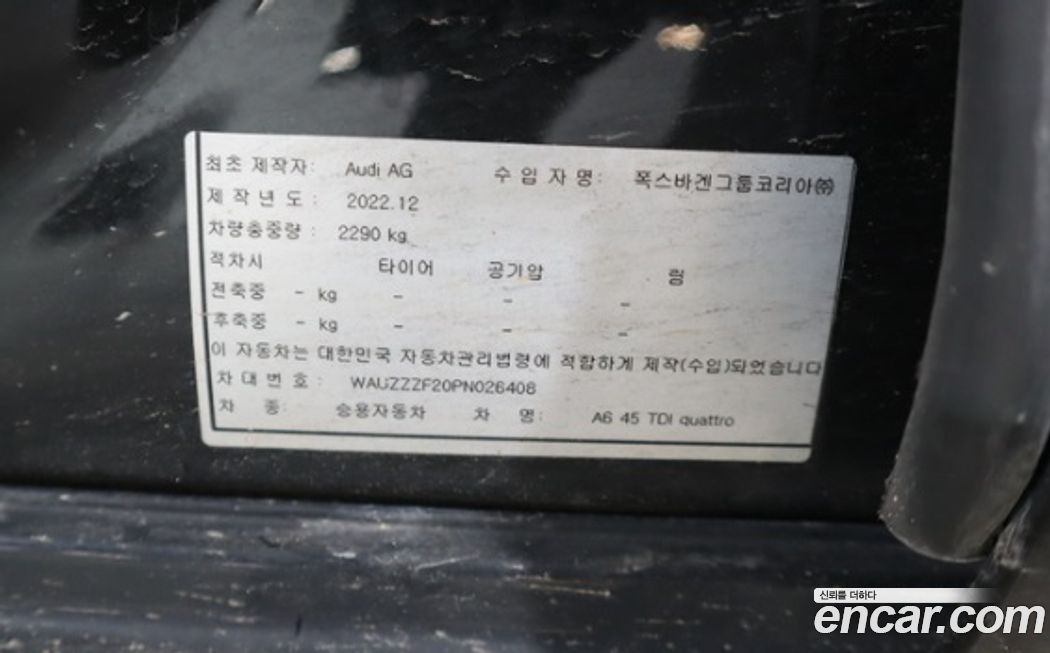 최초 제작자: Audi AG 수 입 자 명: 폭스바겐그룹코리아㈜
제 작 년 도 : 2022.12
차량총중량 : 2290 kg
적차시 타이어 공기압 림
전축중 - kg - - -
후축중 - kg - - -
이 자동차는 대한민국 자동차관리법령에 적합하게 제작(수입)되었습니다
차 대 번 호 : WAUZZZF20PN026408
차 종: 승용자동차 차 명: A6 45 TDI quattro
신뢰를 더하다
encar.com